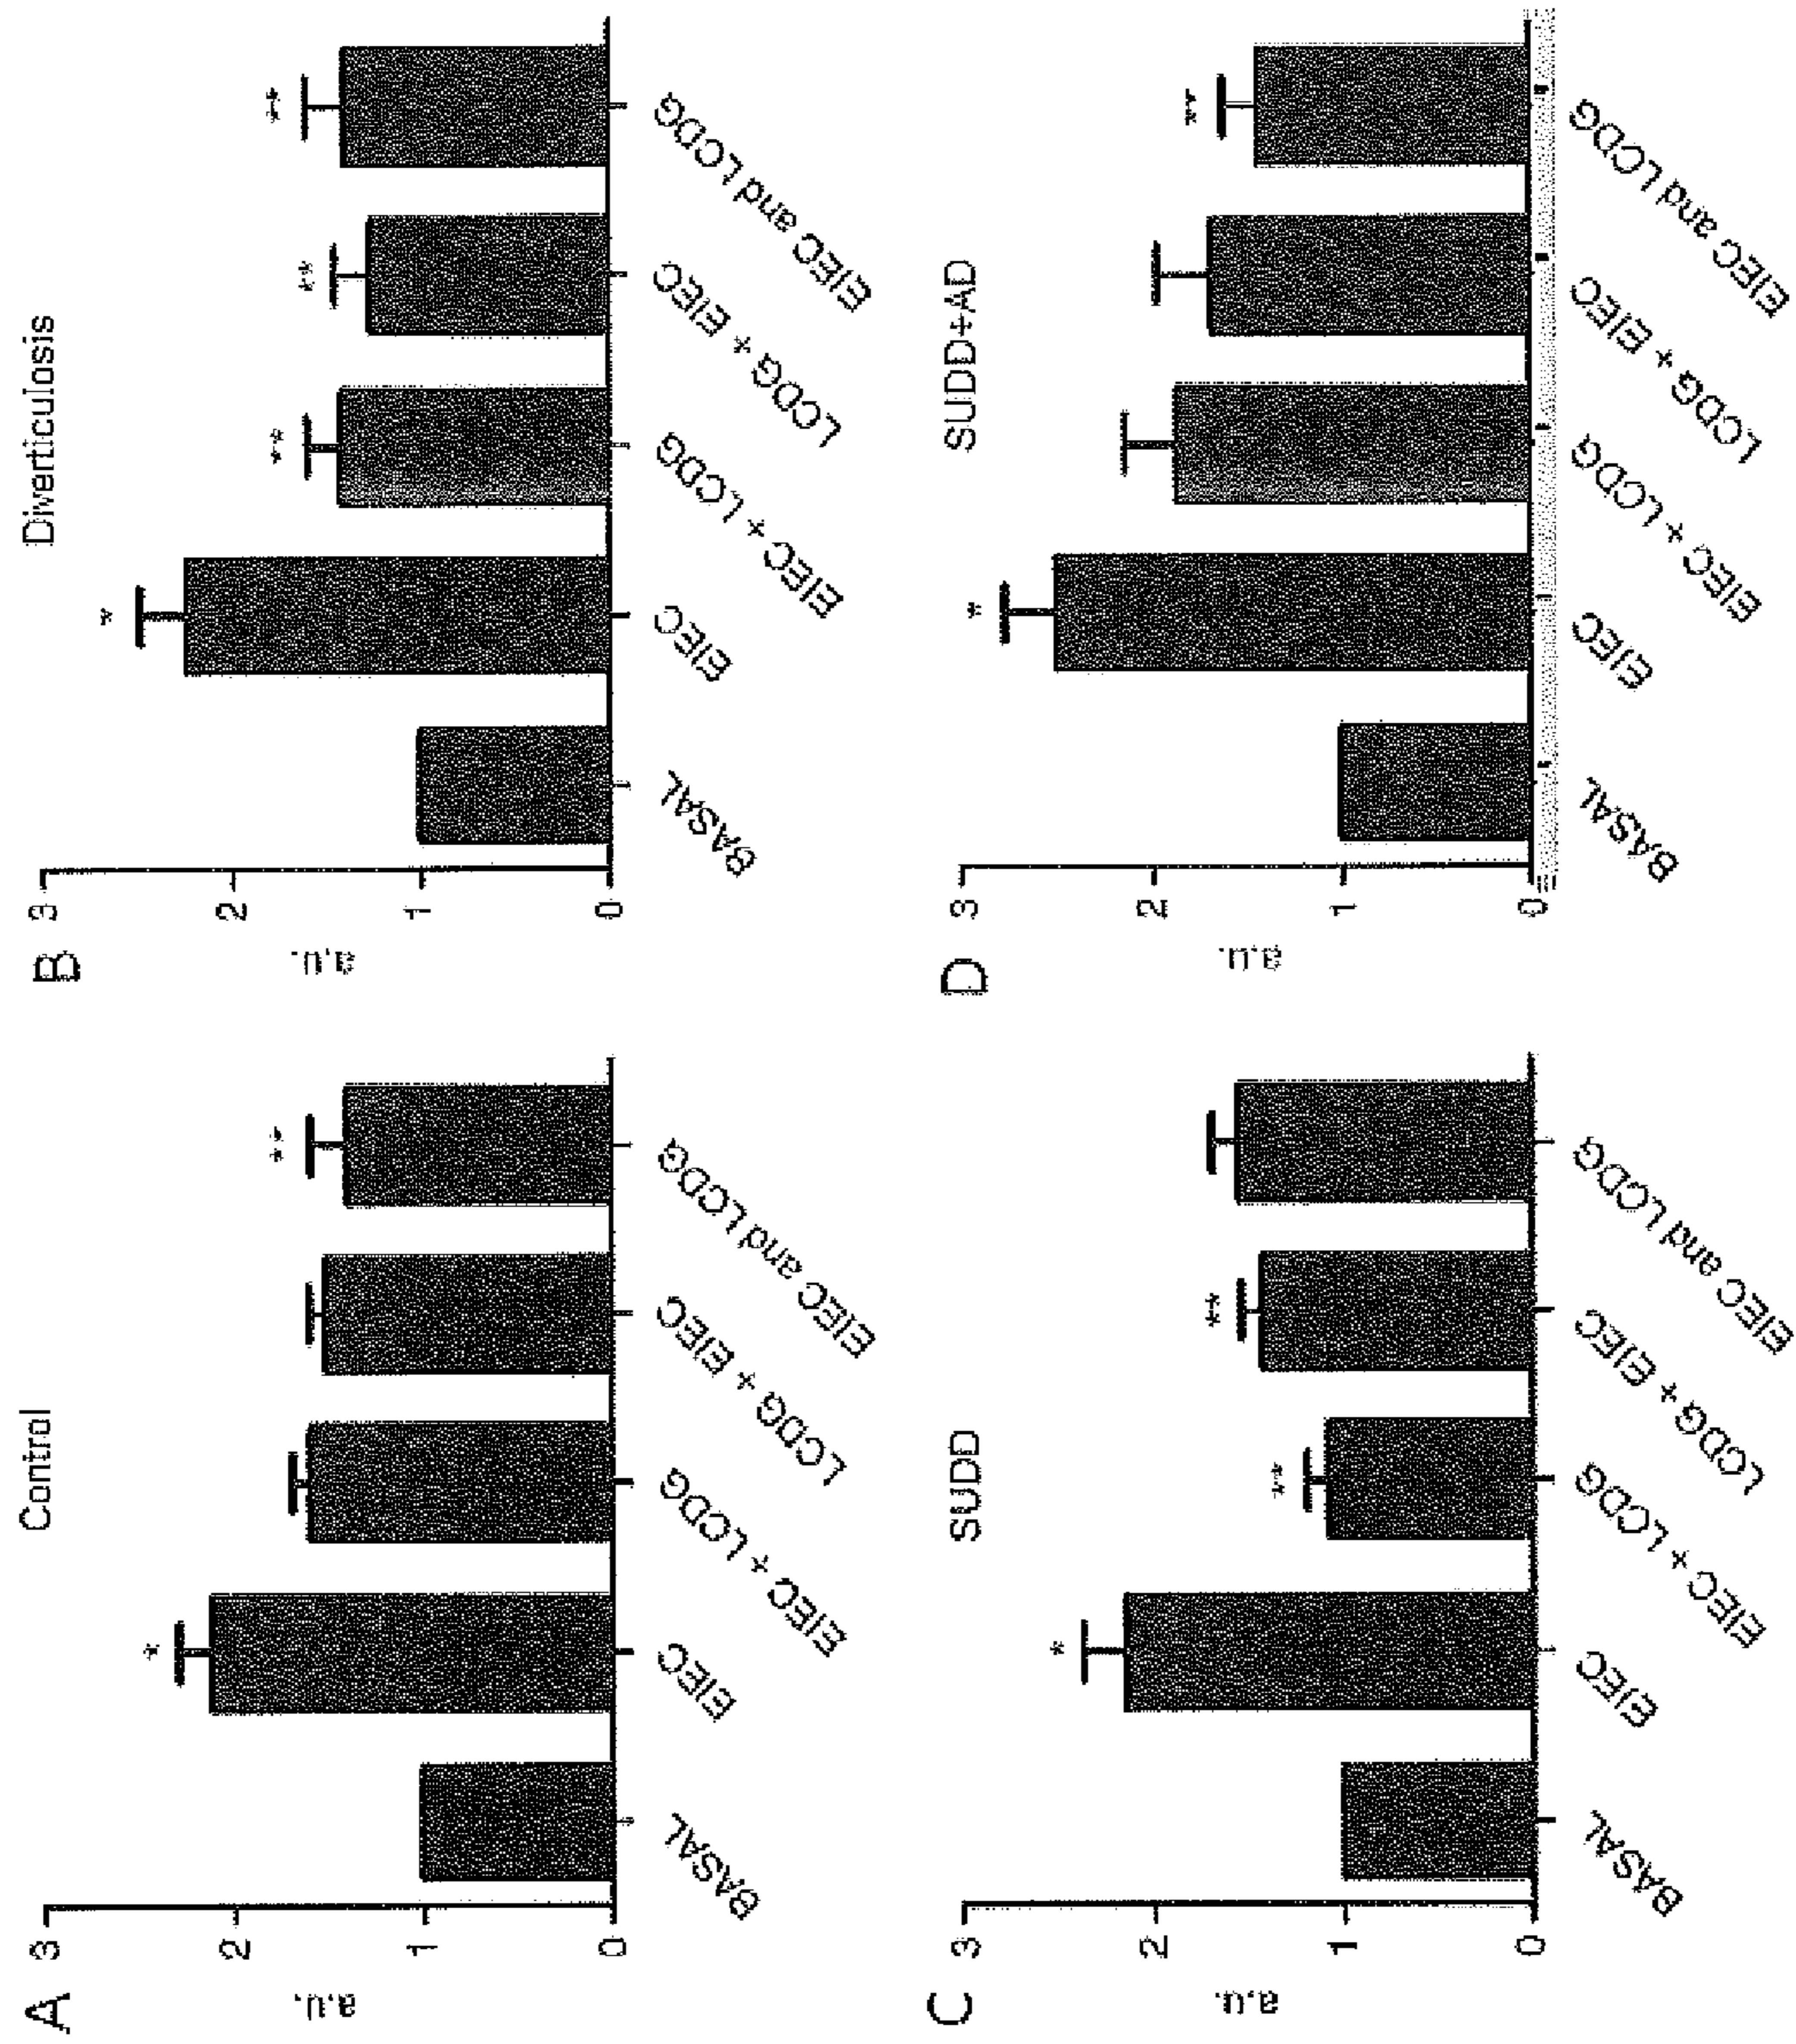 A
Control
a.u.
3
2
1
0
*
**
BASAL
EIEC
EIEC + LCDG
LCDG + EIEC
EIEC and LCDG
B
Diverticulosis
a.u.
3
2
1
0
*
**
**
**
BASAL
EIEC
EIEC + LCDG
LCDG + EIEC
EIEC and LCDG
C
SUDD
a.u.
3
2
1
0
*
**
**
BASAL
EIEC
EIEC + LCDG
LCDG + EIEC
EIEC and LCDG
D
SUDD+AD
a.u.
3
2
1
0
*
**
BASAL
EIEC
EIEC + LCDG
LCDG + EIEC
EIEC and LCDG